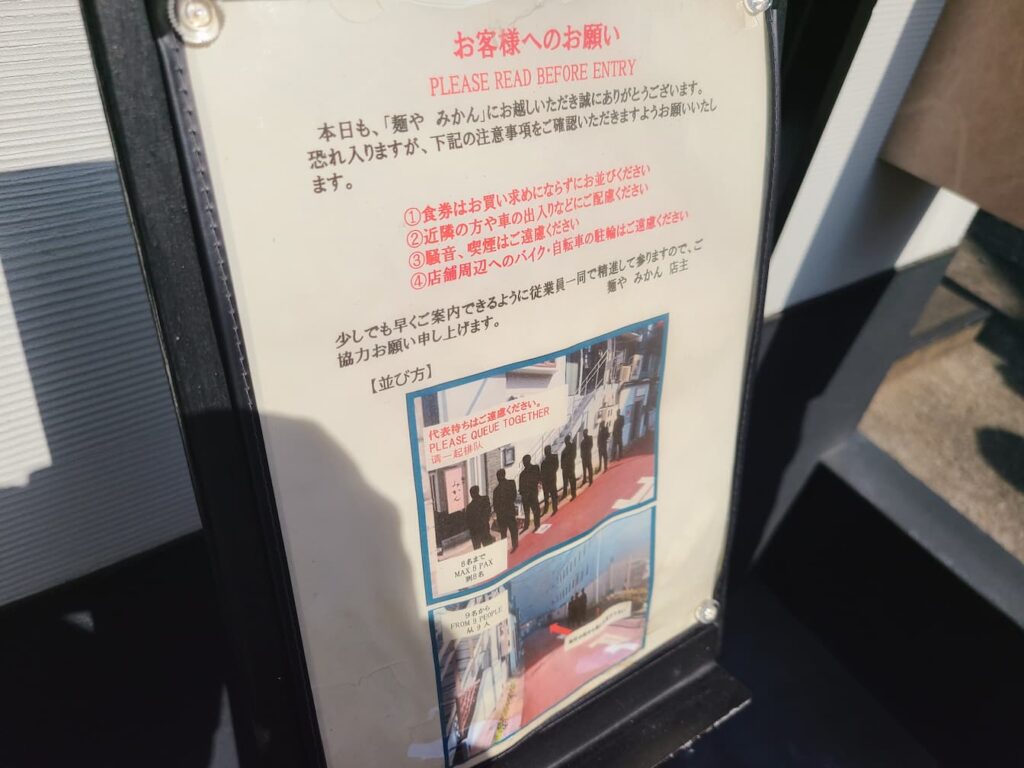 お客様へのお願い
PLEASE READ BEFORE ENTRY
本日も、「麺や みかん」にお越しいただき誠にありがとうございます。
恐れ入りますが、下記の注意事項をご確認いただきますようお願いいたし
ます。
①食券はお買い求めにならずにお並びください
②近隣の方や車の出入りなどにご配慮ください
③騒音、喫煙はご遠慮ください
④店舗周辺へのバイク・自転車の駐輪はご遠慮ください
少しでも早くご案内できるように従業員一同で精進して参りますので、ご
協力お願い申し上げます。
麺や みかん 店主
【並び方】
代表待ちはご遠慮ください。
PLEASE QUEUE TOGETHER
请一起排队
みかん
8名まで
MAX 8 PAX
9名から
FROM 9 PEOPLE
从9人